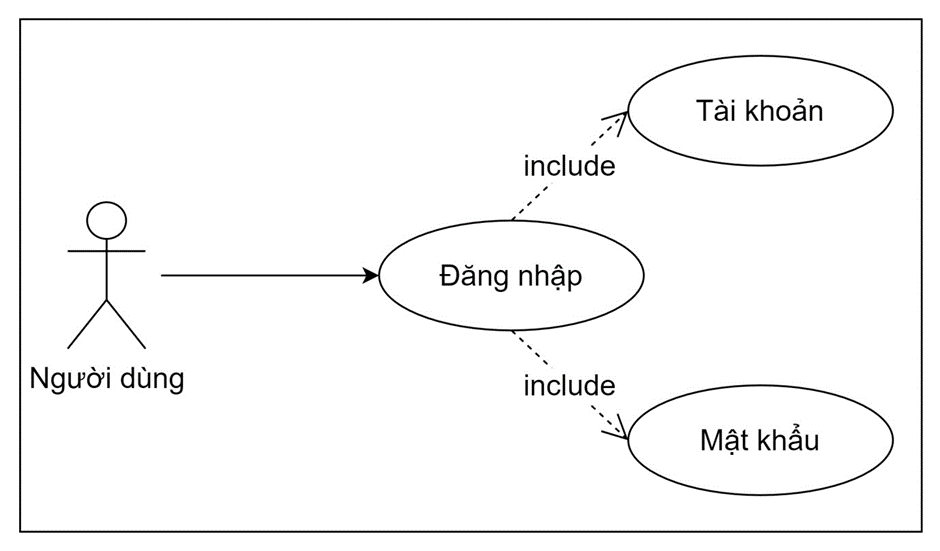 Tài khoản
include
Đăng nhập
Người dùng
include
Mật khẩu